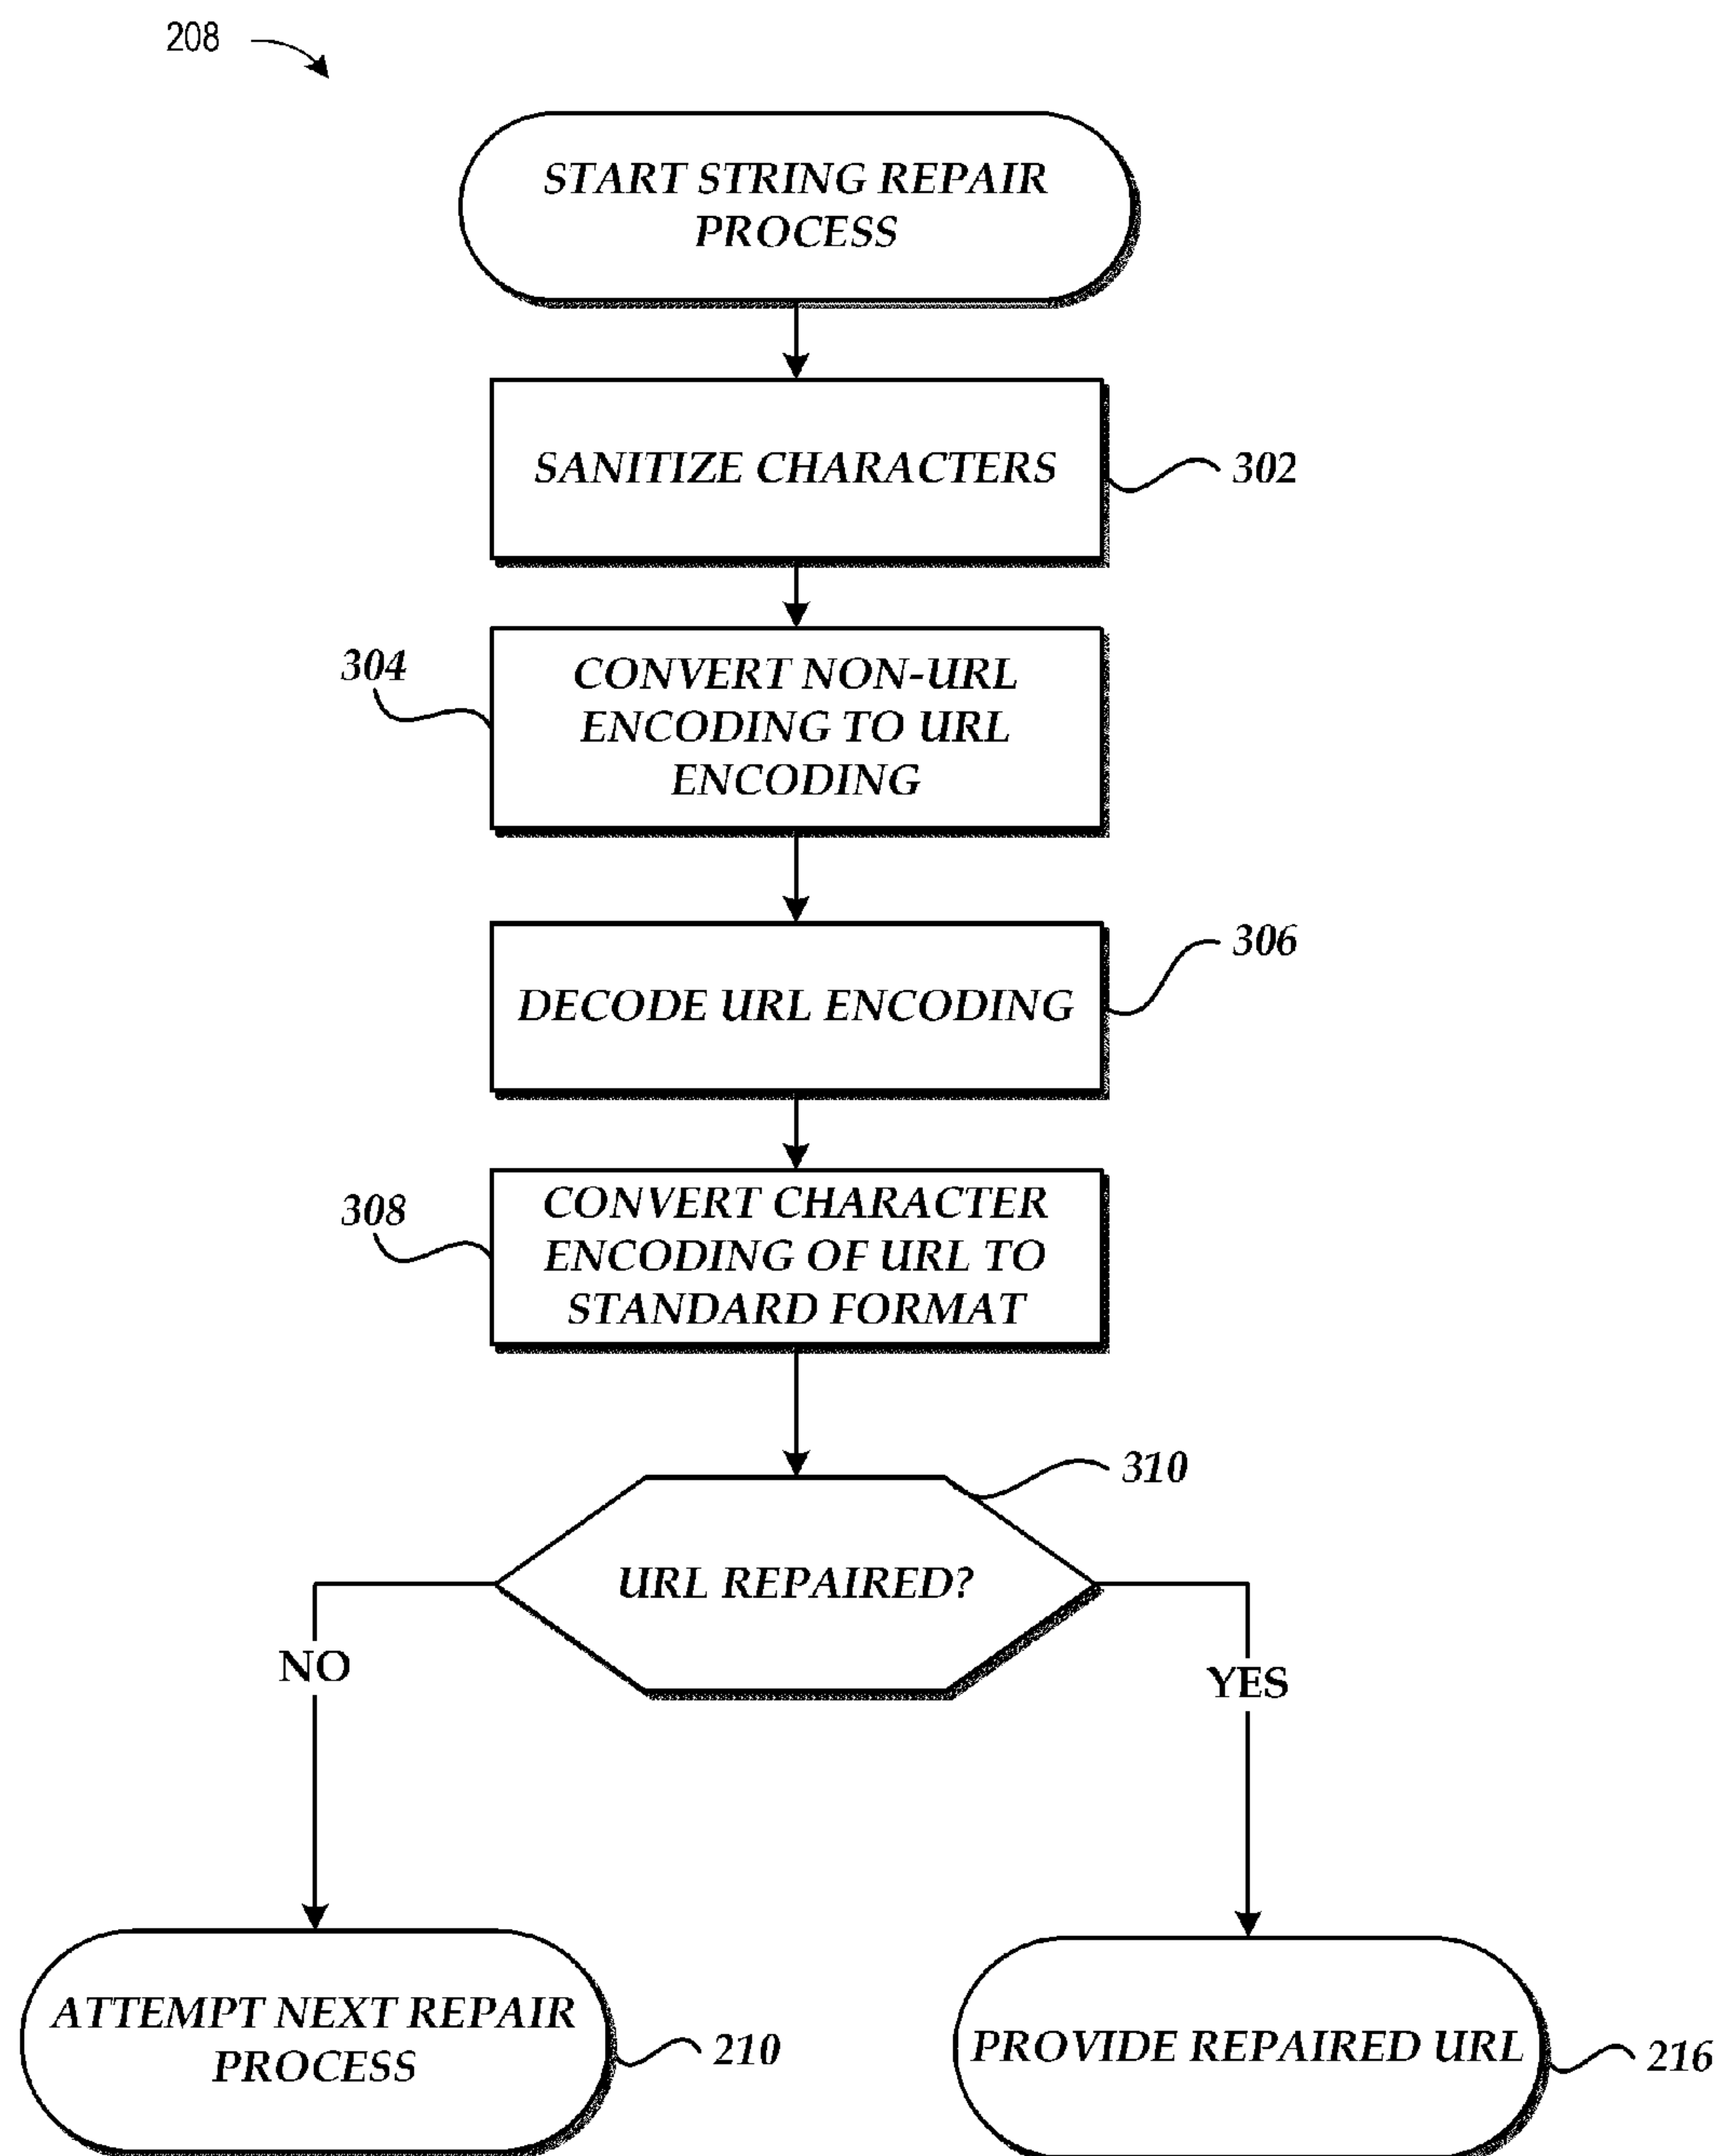 208
START STRING REPAIR
PROCESS
SANITIZE CHARACTERS
302
304
CONVERT NON-URL
ENCODING TO URL
ENCODING
306
DECODE URL ENCODING
308
CONVERT CHARACTER
ENCODING OF URL TO
STANDARD FORMAT
310
URL REPAIRED?
NO
YES
ATTEMPT NEXT REPAIR
PROCESS
210
PROVIDE REPAIRED URL
216